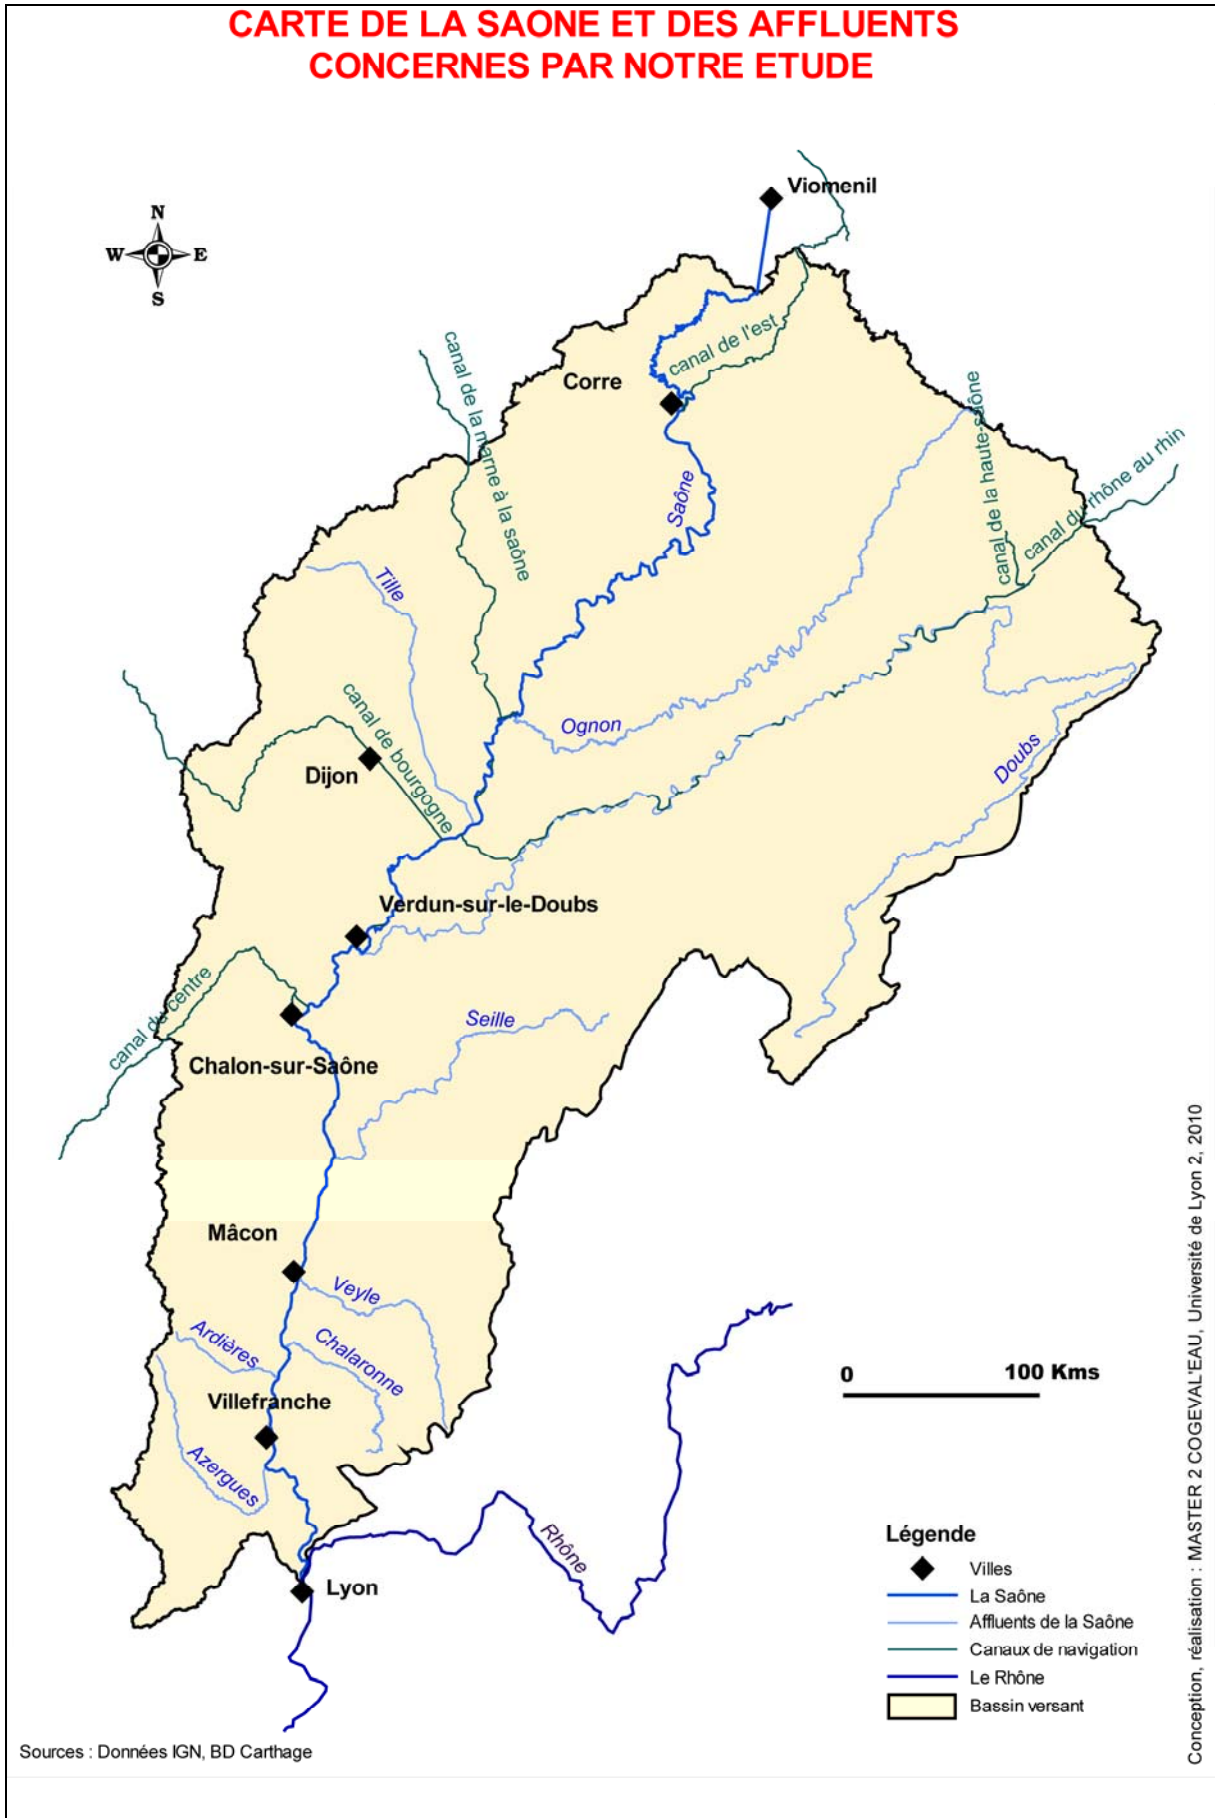 CARTE DE LA SAONE ET DES AFFLUENTS
CONCERNES PAR NOTRE ETUDE
Viomenil
N
W
E
S
canal de l'est
canal de la marne à la saône
Corre
canal de la haute-saône
canal du rhône au rhin
Saône
Tille
canal de bourgogne
Ognon
Doubs
Dijon
Verdun-sur-le-Doubs
canal du centre
Seille
Chalon-sur-Saône
Mâcon
Veyle
Ardières
Chalaronne
Villefranche
Azergues
0
100 Kms
Rhône
Lyon
Légende
Villes
La Saône
Affluents de la Saône
Canaux de navigation
Le Rhône
Bassin versant
Sources : Données IGN, BD Carthage
Conception, réalisation : MASTER 2 COGEVAL'EAU, Université de Lyon 2, 2010